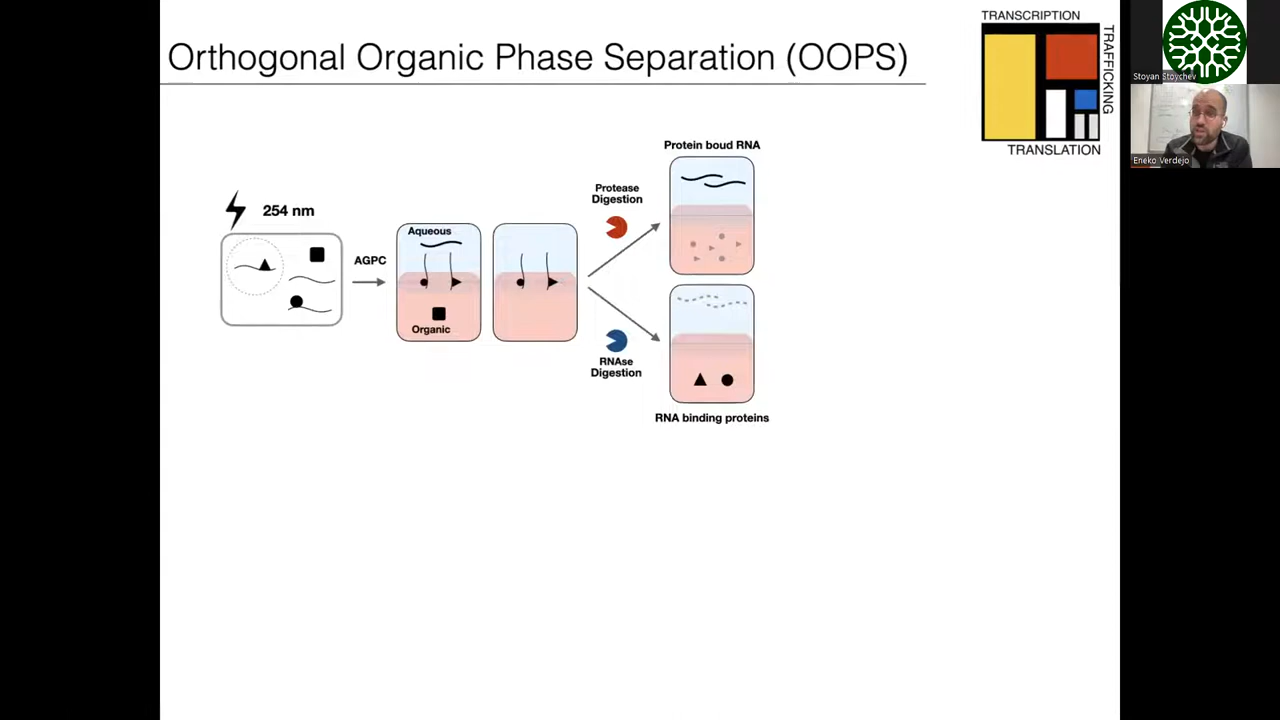 Orthogonal Organic Phase Separation (OOPS)
TRANSCRIPTION
TRAFFICKING
TRANSLATION
Stoyan Stoychev
Eneko Verdejo
254 nm
AGPC
Aqueous
Organic
Protease
Digestion
RNAse
Digestion
Protein boud RNA
RNA binding proteins